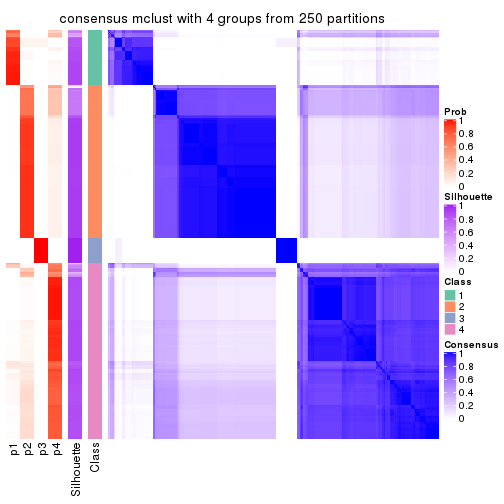 consensus mclust with 4 groups from 250 partitions
Prob
1
0.8
0.6
0.4
0.2
0
Silhouette
1
0.8
0.6
0.4
0.2
0
Class
1
2
3
4
Consensus
1
0.8
0.6
0.4
0.2
0
p1
p2
p3
p4
Silhouette
Class